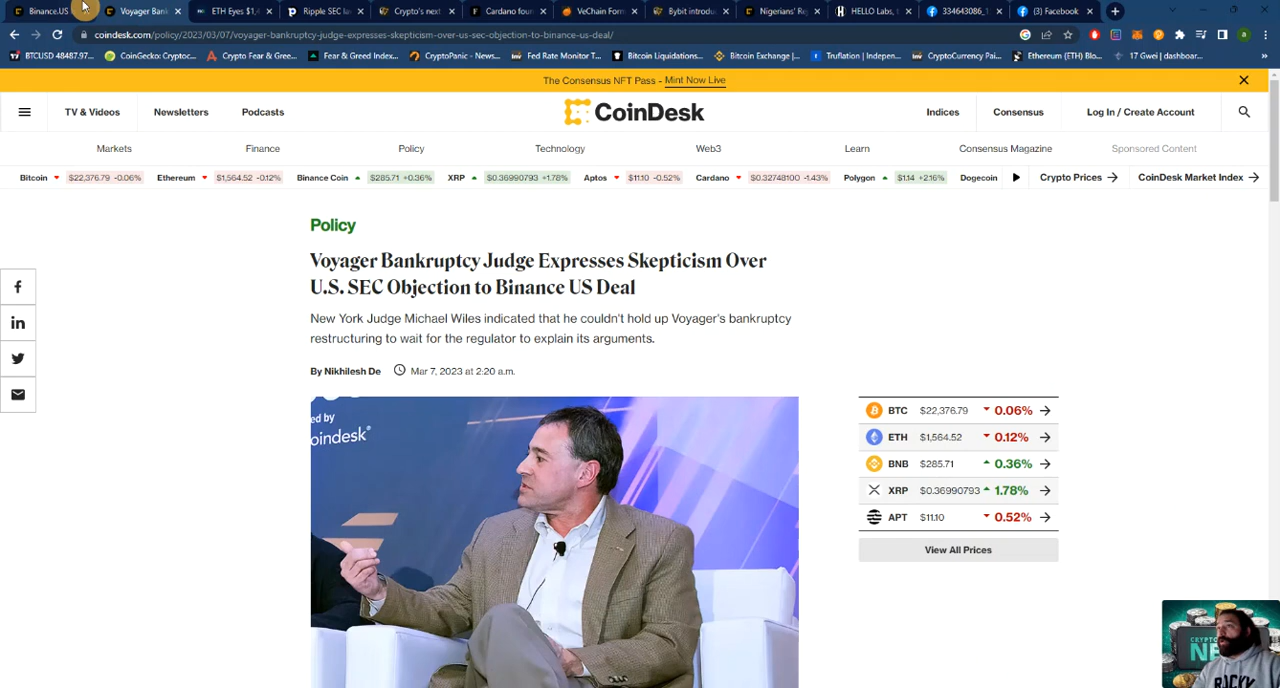 Binance.US
Voyager Bank
ETH Eyes $1,4
Ripple SEC la
Crypto's next
Cardano foun
VeChain Form
Bybit introduc
Nigerians' Re
HELLO Labs, t
334643086_1
(3) Facebook
coindesk.com/policy/2023/03/07/voyager-bankruptcy-judge-expresses-skepticism-over-us-sec-objection-to-binance-us-deal/
BTCUSD 48487.97...
CoinGecko Cryptoc...
Crypto Fear & Gree...
Fear & Greed Index...
CryptoPanic - News...
Fed Rate Monitor T...
Bitcoin Liquidations...
Bitcoin Exchange |...
Truflation | Indepen...
CryptoCurrency Pai...
Ethereum (ETH) Blo...
17 Gwei | dashboar...
The Consensus NFT Pass - Mint Now Live
TV & Videos
Newsletters
Podcasts
CoinDesk
Indices
Consensus
Log In / Create Account
Markets
Finance
Policy
Technology
Web3
Learn
Consensus Magazine
Sponsored Content
Bitcoin $22,376.79 -0.06%
Ethereum $1,564.52 -0.12%
Binance Coin $285.71 +0.36%
XRP $0.36990793 +1.78%
Aptos $11.10 -0.52%
Cardano $0.32748100 -1.43%
Polygon $1.14 +2.16%
Dogecoin
Crypto Prices
CoinDesk Market Index
Policy
Voyager Bankruptcy Judge Expresses Skepticism Over
U.S. SEC Objection to Binance US Deal
New York Judge Michael Wiles indicated that he couldn't hold up Voyager's bankruptcy
restructuring to wait for the regulator to explain its arguments.
By Nikhilesh De
Mar 7, 2023 at 2:20 a.m.
ed by
oindesk
BTC $22,376.79 0.06%
ETH $1,564.52 0.12%
BNB $285.71 0.36%
XRP $0.36990793 1.78%
APT $11.10 0.52%
View All Prices